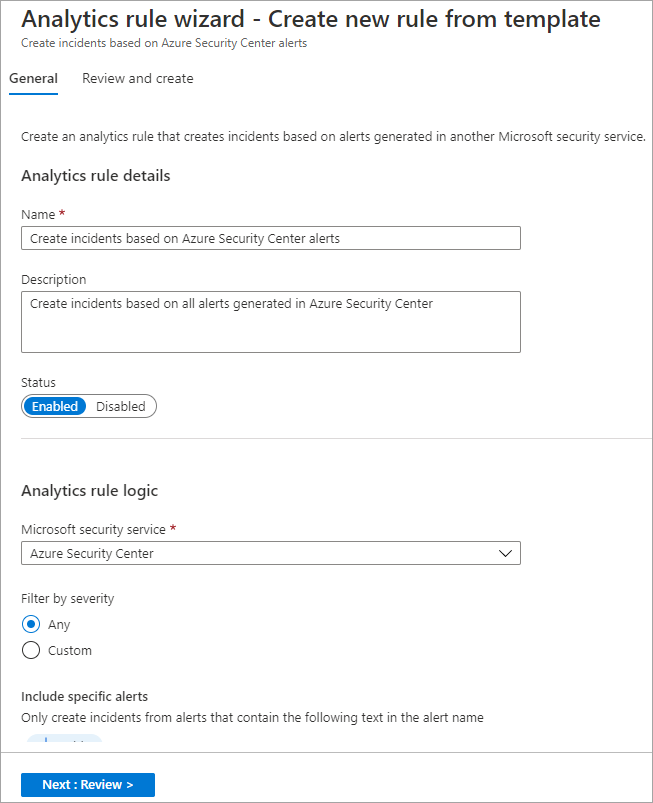 Analytics rule wizard - Create new rule from template
Create incidents based on Azure Security Center alerts
General Review and create
Create an analytics rule that creates incidents based on alerts generated in another Microsoft security service.
Analytics rule details
Name *
Create incidents based on Azure Security Center alerts
Description
Create incidents based on all alerts generated in Azure Security Center
Status
Enabled Disabled
Analytics rule logic
Microsoft security service *
Azure Security Center
Filter by severity
Any
Custom
Include specific alerts
Only create incidents from alerts that contain the following text in the alert name
Next : Review >